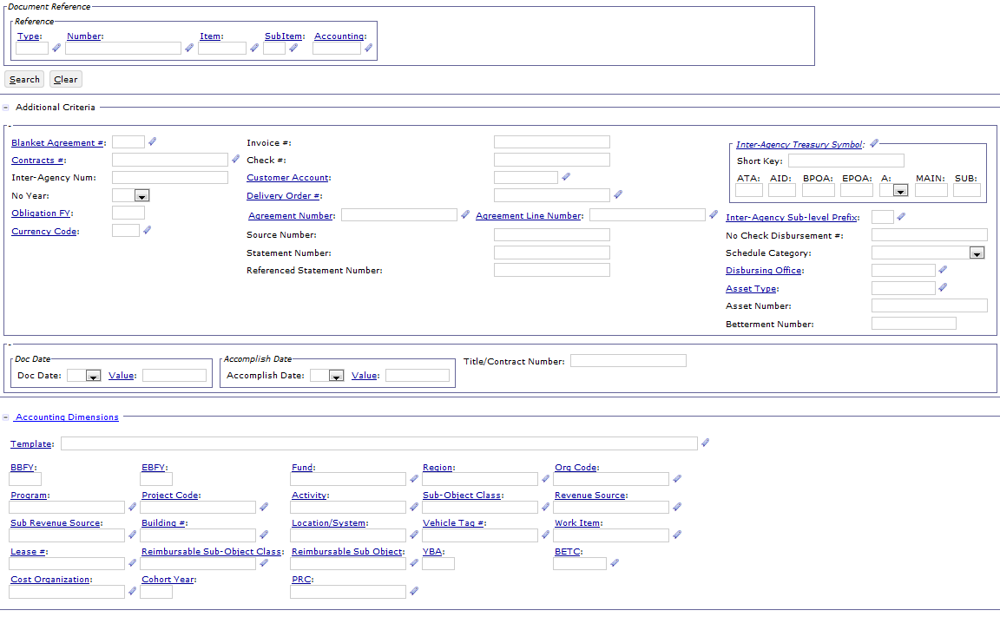 Document Reference
Reference
Type: Number: Item: SubItem: Accounting:
Search Clear
Additional Criteria
-
Blanket Agreement #: Invoice #: Inter-Agency Treasury Symbol:
Contracts #: Check #: Short Key:
Inter-Agency Num: Customer Account: ATA: AID: BPOA: EPOA: A: MAIN: SUB:
No Year: Delivery Order #:
Obligation FY: Agreement Number: Agreement Line Number: Inter-Agency Sub-level Prefix:
Currency Code: Source Number: No Check Disbursement #:
Statement Number: Schedule Category:
Referenced Statement Number: Disbursing Office:
Asset Type:
Asset Number:
Betterment Number:
-
Doc Date Accomplish Date Title/Contract Number:
Doc Date: Value: Accomplish Date: Value:
Accounting Dimensions
Template:
BBFY: EBFY: Fund: Region: Org Code:
Program: Project Code: Activity: Sub-Object Class: Revenue Source:
Sub Revenue Source: Building #: Location/System: Vehicle Tag #: Work Item:
Lease #: Reimbursable Sub-Object Class: Reimbursable Sub Object: YBA: BETC:
Cost Organization: Cohort Year: PRC: